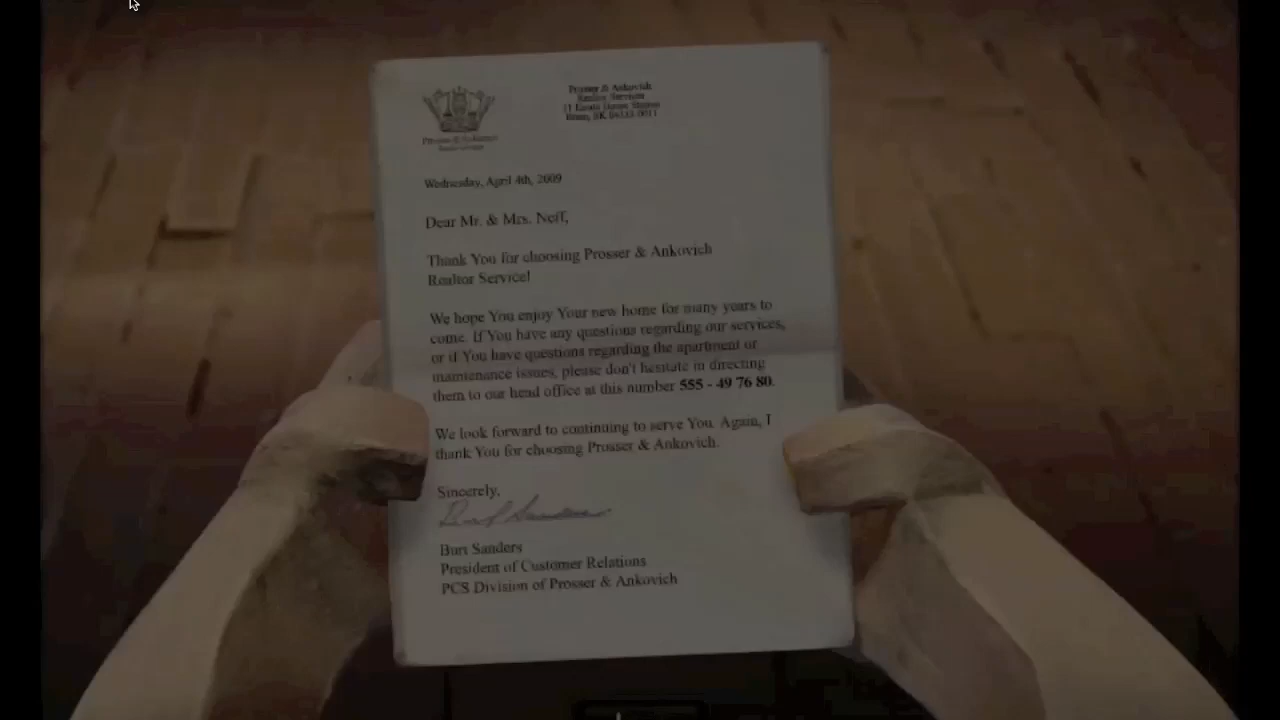 Prosser & Ankovich
Realtor Services
Wednesday, April 4th, 2009
Dear Mr. & Mrs. Neff,
Thank You for choosing Prosser & Ankovich
Realtor Service!
We hope You enjoy Your new home for many years to
come. If You have any questions regarding our services,
or if You have questions regarding the apartment or
maintenance issues, please don't hesitate in directing
them to our head office at this number 555 - 49 76 80.
We look forward to continuing to serve You. Again, I
thank You for choosing Prosser & Ankovich.
Sincerely,
Burt Sanders
President of Customer Relations
PCS Division of Prosser & Ankovich